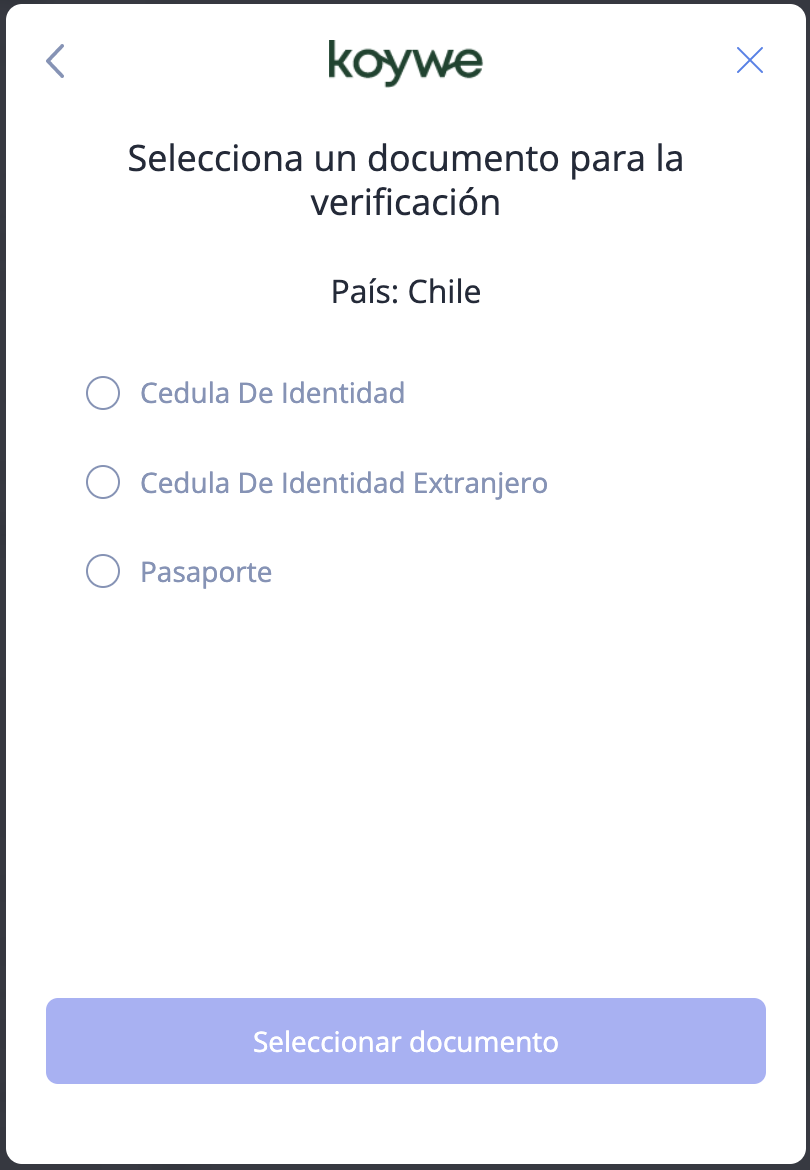 koywe
Selecciona un documento para la
verificación
País: Chile
Cedula De Identidad
Cedula De Identidad Extranjero
Pasaporte
Seleccionar documento